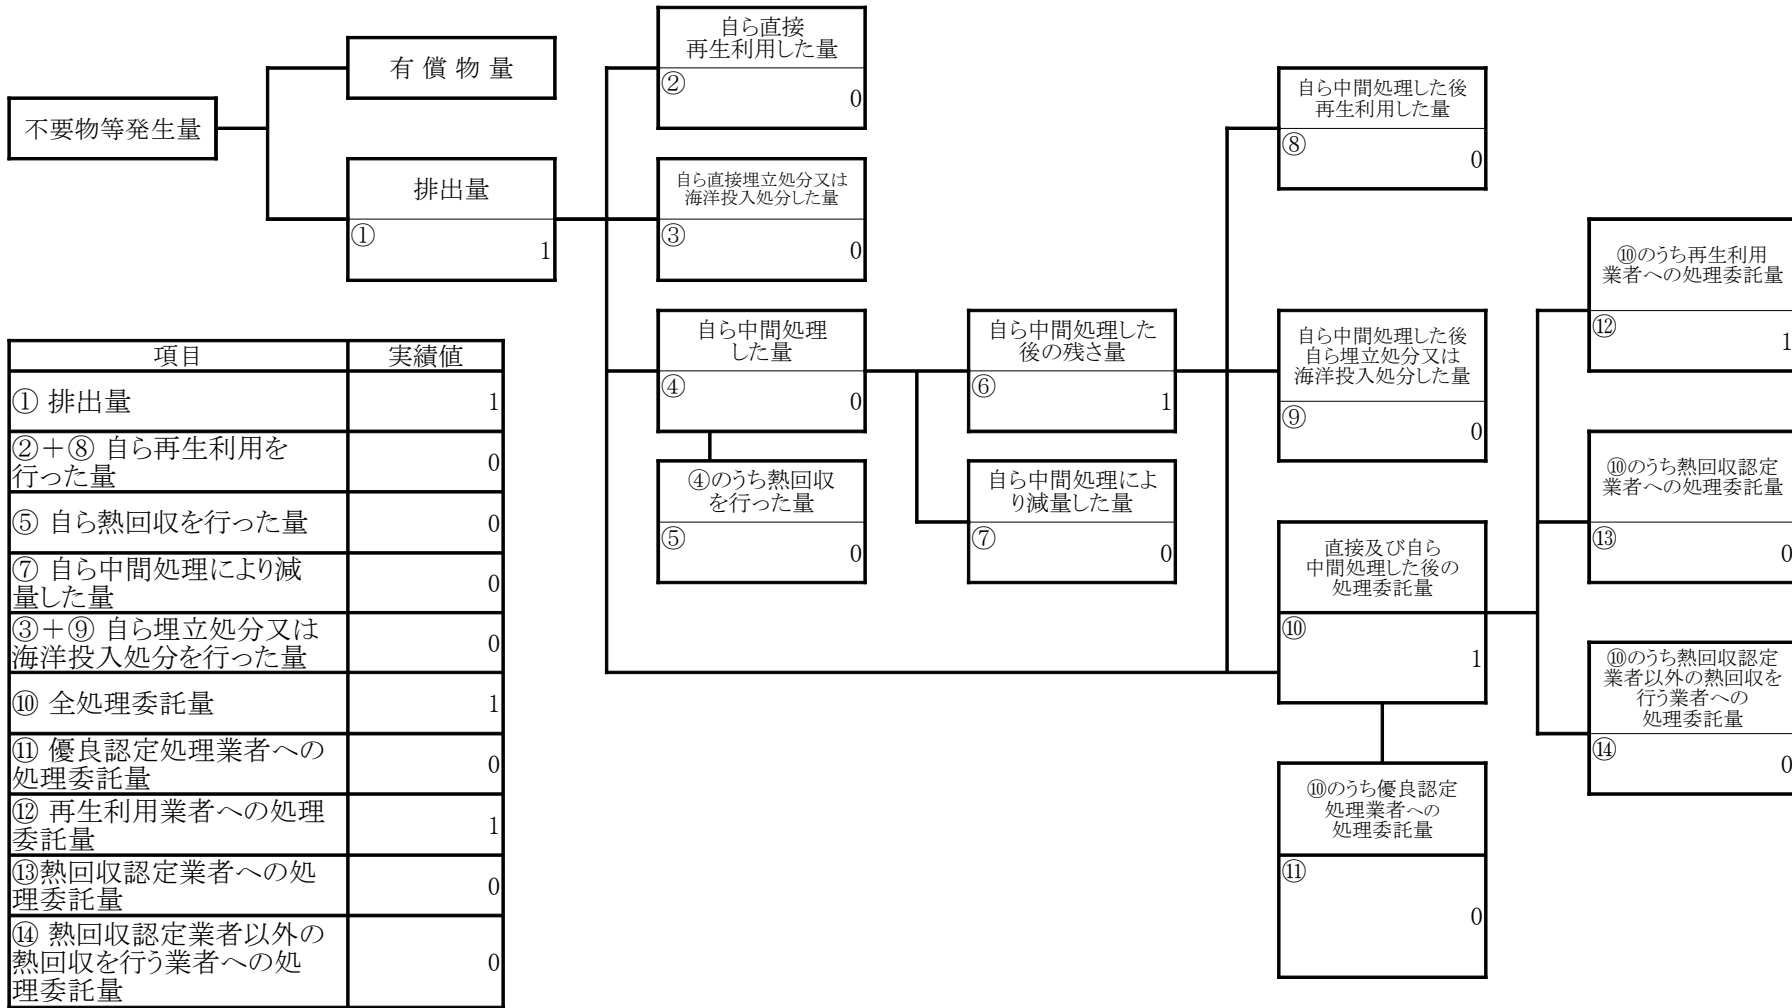 不要物等発生量
有 償 物 量
排出量
①
1
自ら直接
再生利用した量
②
0
自ら直接埋立処分又は
海洋投入処分した量
③
0
自ら中間処理
した量
④
0
④のうち熱回収
を行った量
⑤
0
自ら中間処理した
後の残さ量
⑥
1
自ら中間処理によ
り減量した量
⑦
0
自ら中間処理した後
再生利用した量
⑧
0
自ら中間処理した後
自ら埋立処分又は
海洋投入処分した量
⑨
0
直接及び自ら
中間処理した後の
処理委託量
⑩
1
⑩のうち優良認定
処理業者への
処理委託量
⑪
0
⑩のうち再生利用
業者への処理委託量
⑫
1
⑩のうち熱回収認定
業者への処理委託量
⑬
0
⑩のうち熱回収認定
業者以外の熱回収を
行う業者への
処理委託量
⑭
0
項目 実績値
① 排出量 1
②＋⑧ 自ら再生利用を
行った量 0
⑤ 自ら熱回収を行った量 0
⑦ 自ら中間処理により減
量した量 0
③＋⑨ 自ら埋立処分又は
海洋投入処分を行った量 0
⑩ 全処理委託量 1
⑪ 優良認定処理業者への
処理委託量 0
⑫ 再生利用業者への処理
委託量 1
⑬熱回収認定業者への処
理委託量 0
⑭ 熱回収認定業者以外の
熱回収を行う業者への処
理委託量 0